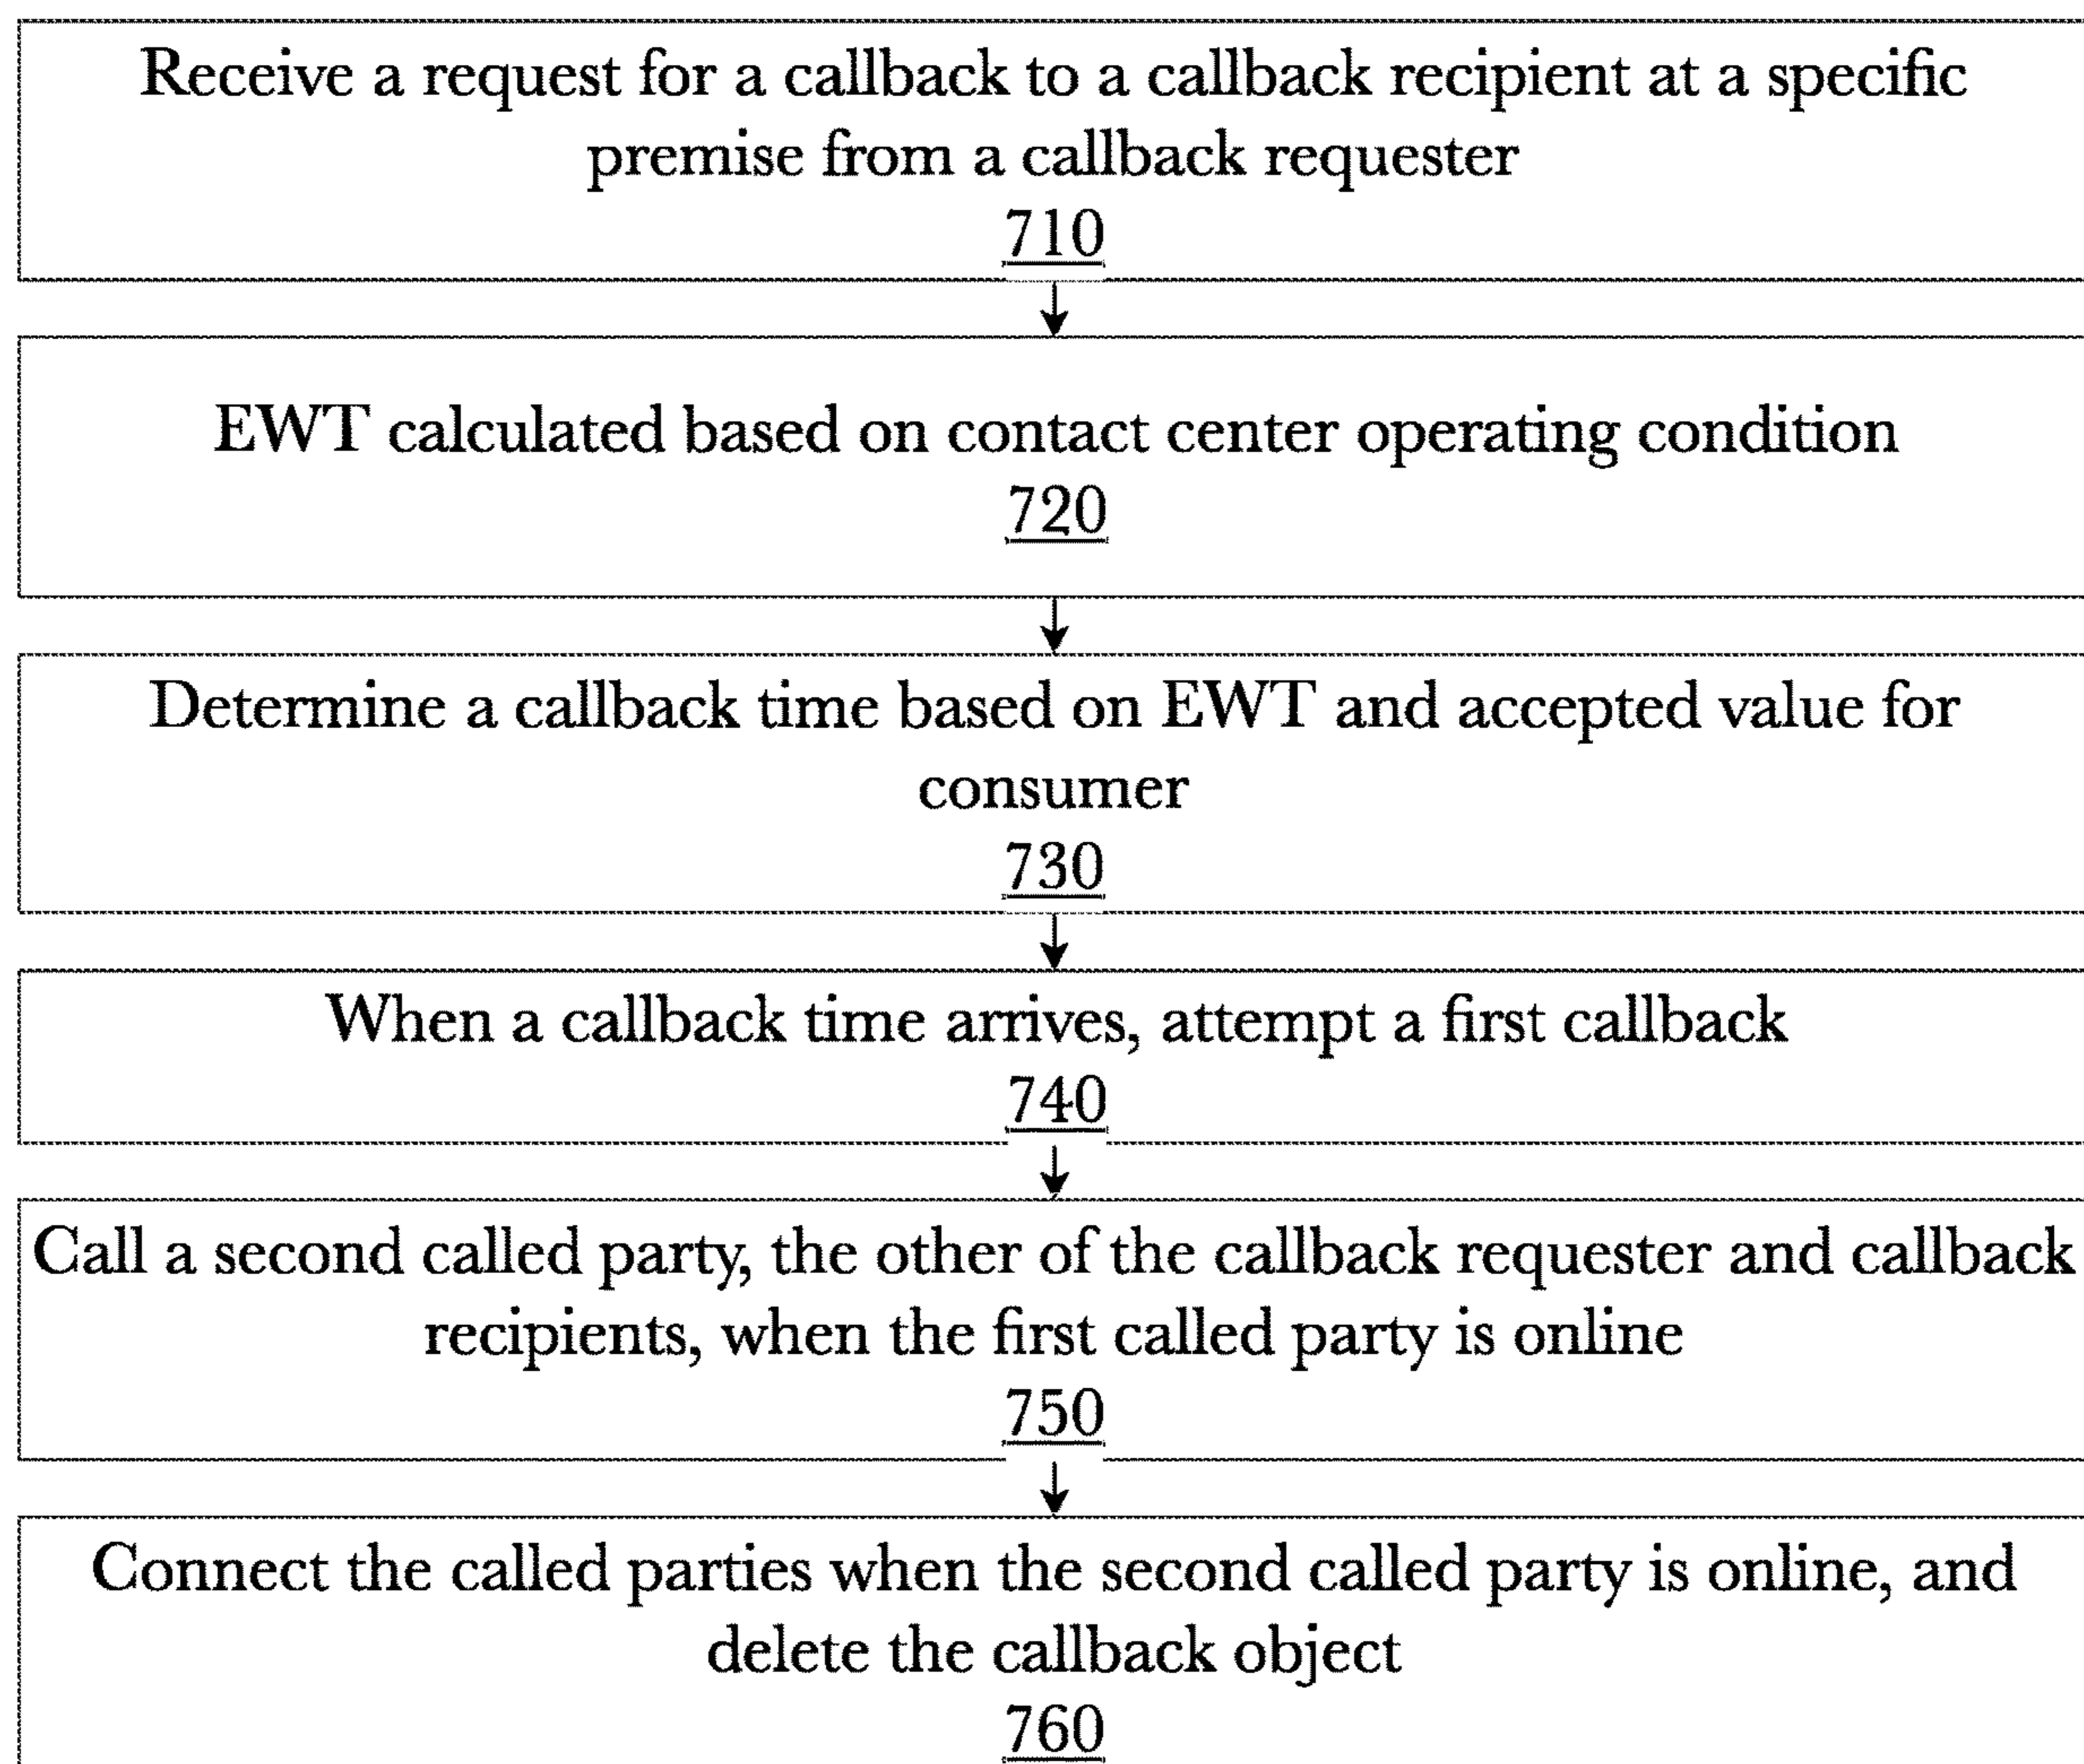 Receive a request for a callback to a callback recipient at a specific
premise from a callback requester
710
EWT calculated based on contact center operating condition
720
Determine a callback time based on EWT and accepted value for
consumer
730
When a callback time arrives, attempt a first callback
740
Call a second called party, the other of the callback requester and callback
recipients, when the first called party is online
750
Connect the called parties when the second called party is online, and
delete the callback object
760